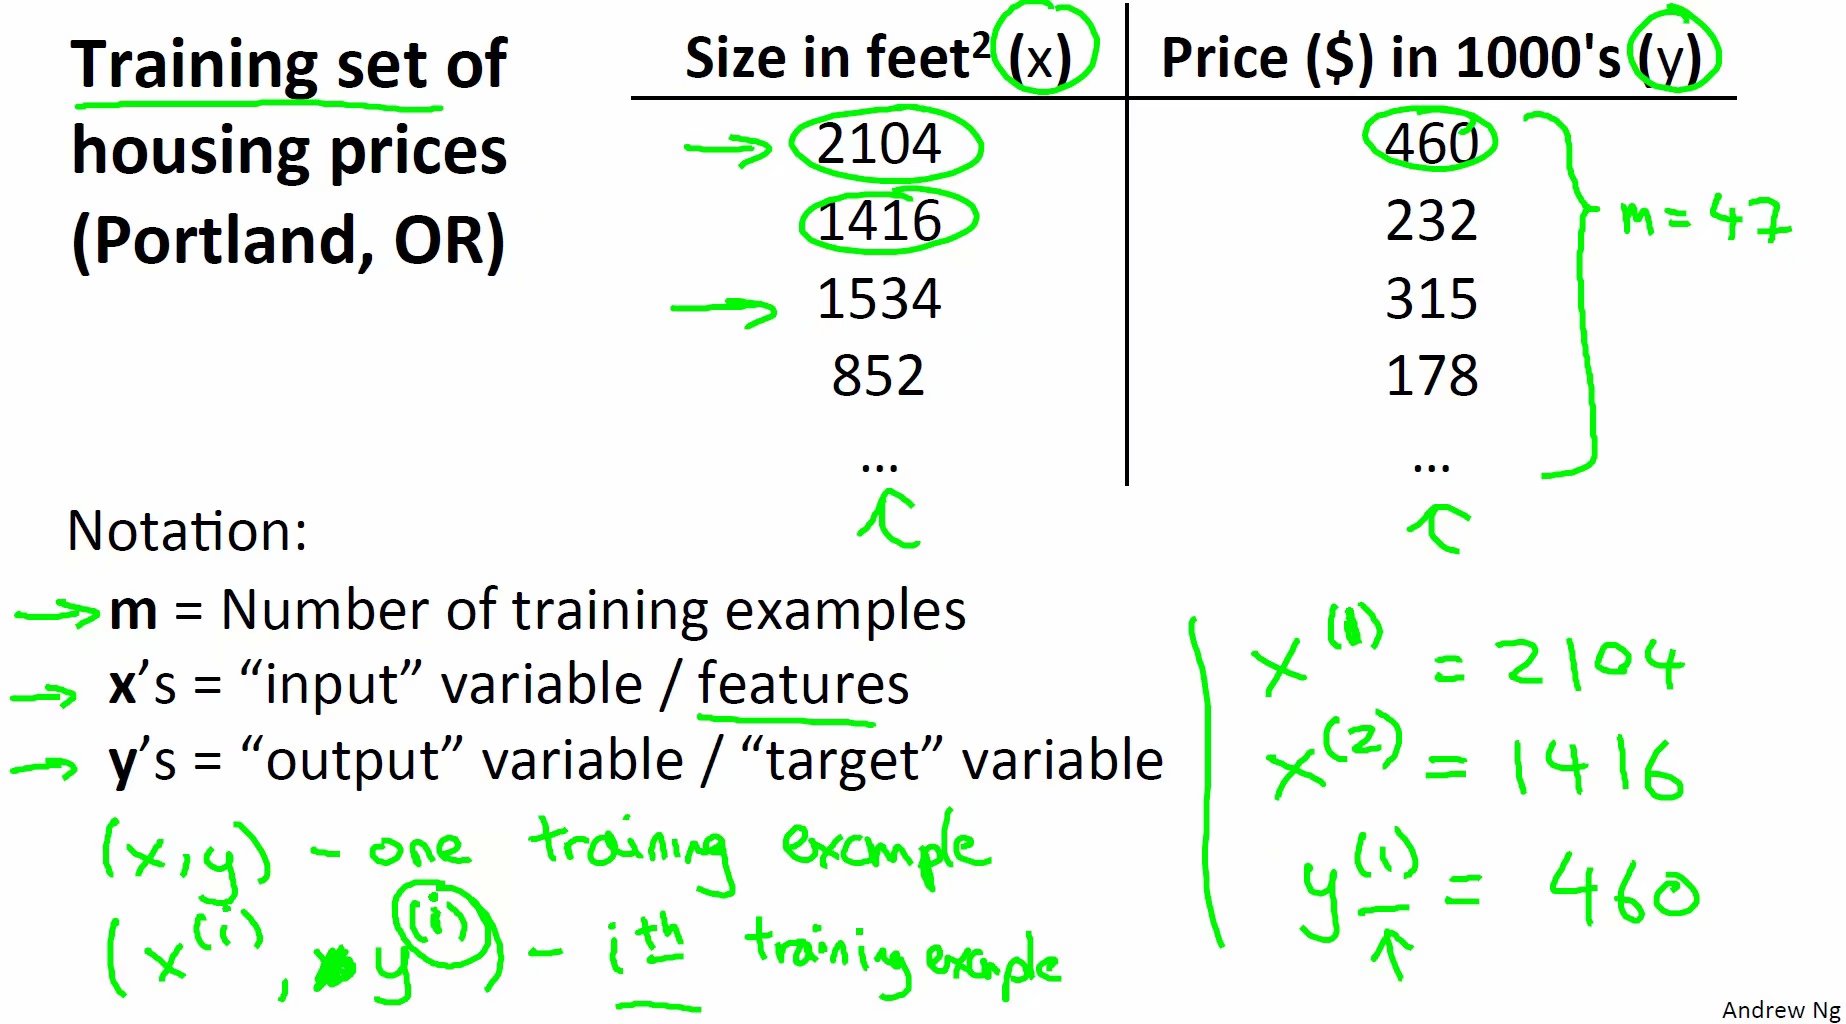 Training set of housing prices (Portland, OR)
Size in feet² (x) Price ($) in 1000's (y)
2104 460
1416 232
1534 315
852 178
... ...
m = 47
Notation:
m = Number of training examples
x’s = “input” variable / features
y’s = “output” variable / “target” variable
(x, y) - one training example
(x^(i), y^(i)) - i^th training example
x^(1) = 2104
x^(2) = 1416
y^(1) = 460
Andrew Ng